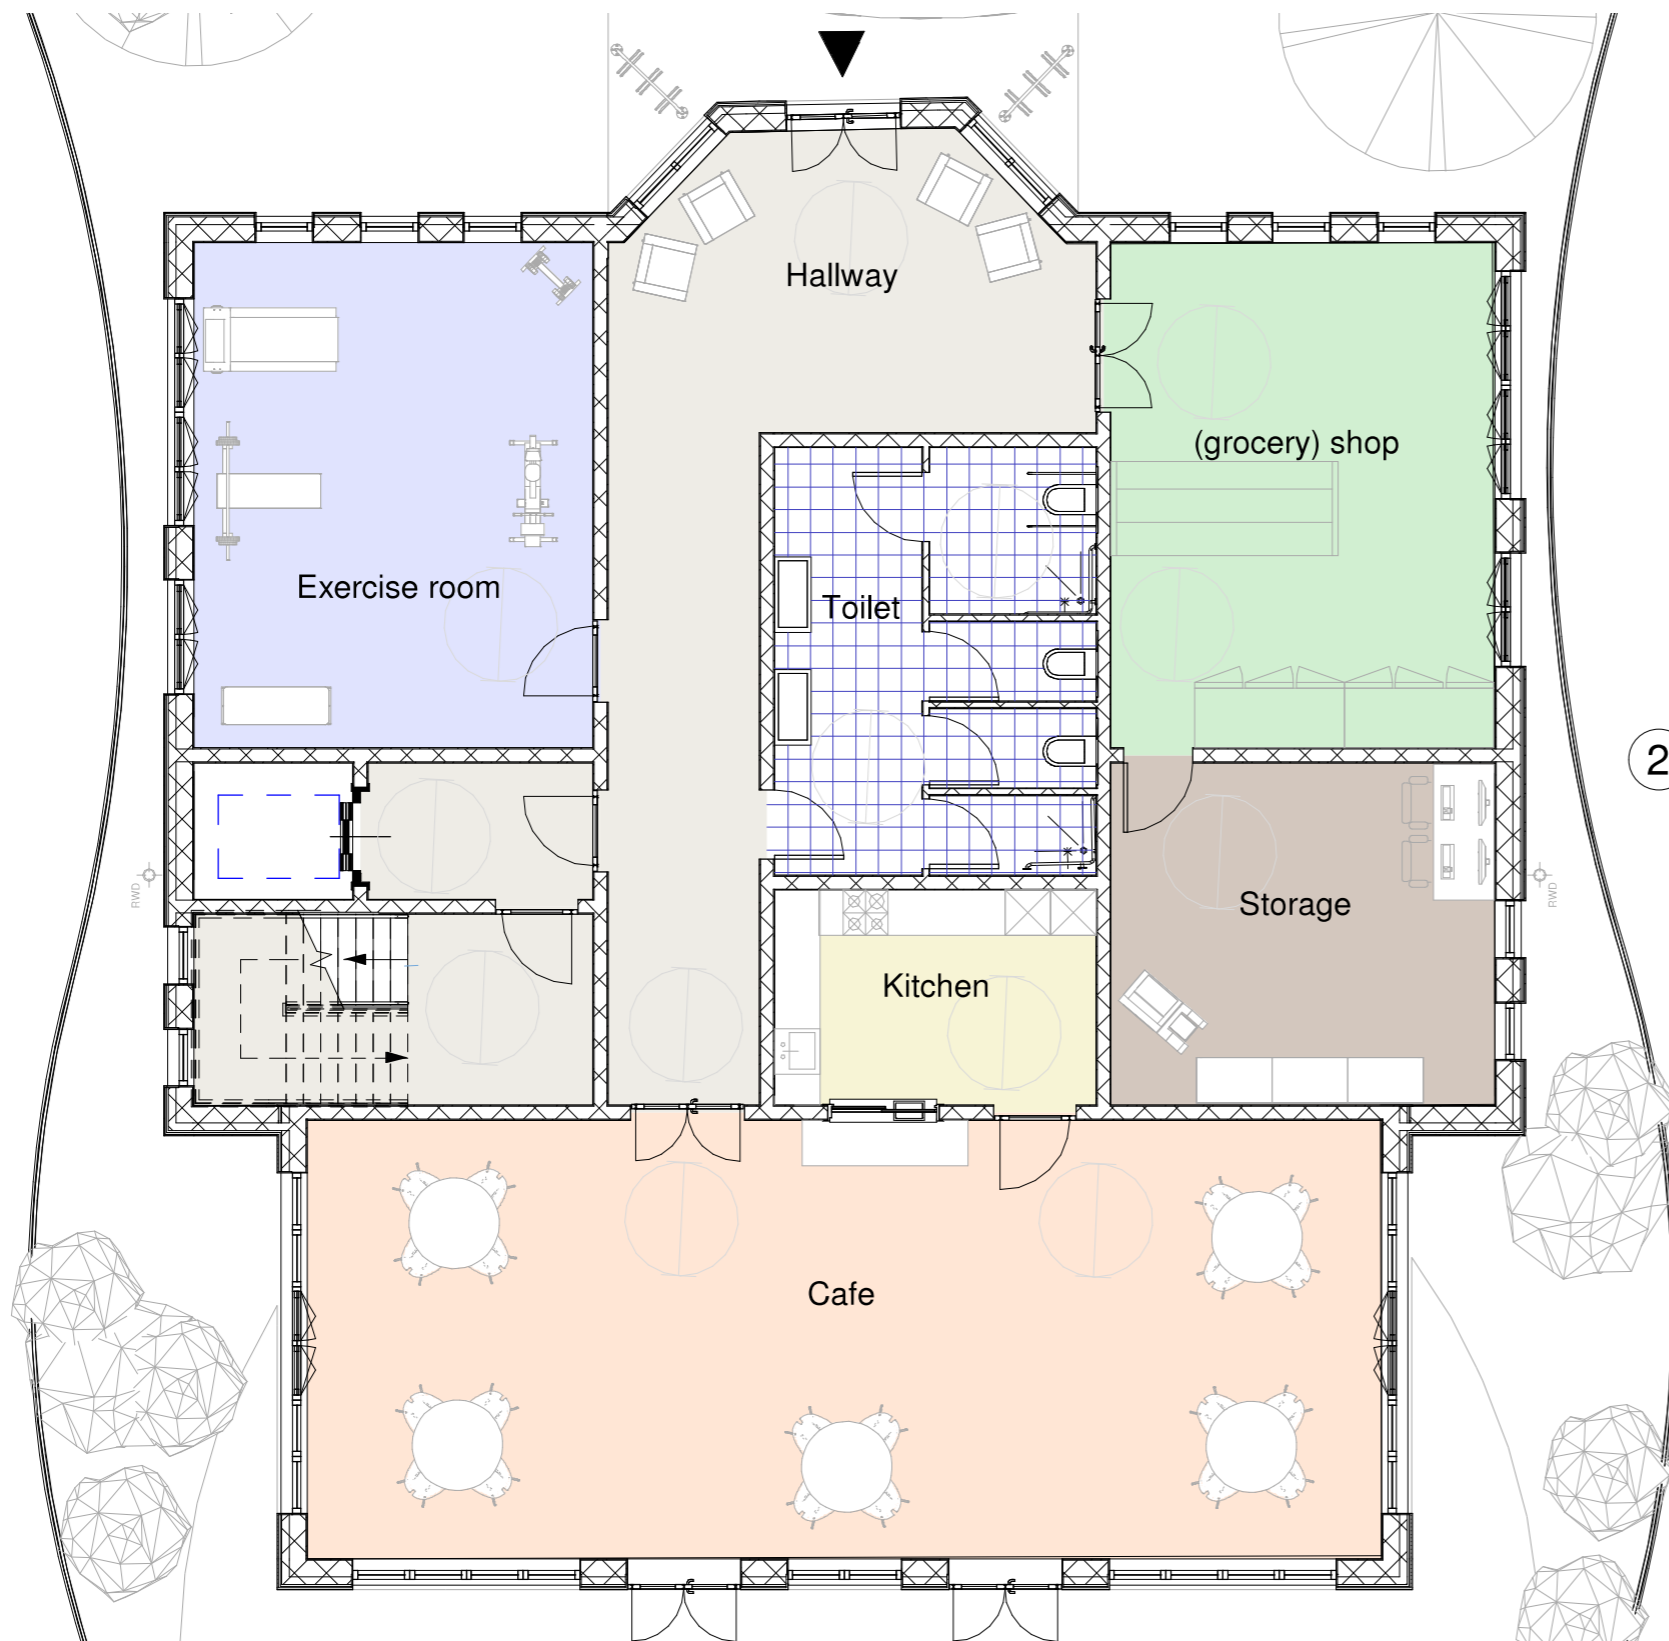 Hallway
(grocery) shop
Exercise room
Toilet
2
RWD
RWD
Storage
Kitchen
Cafe